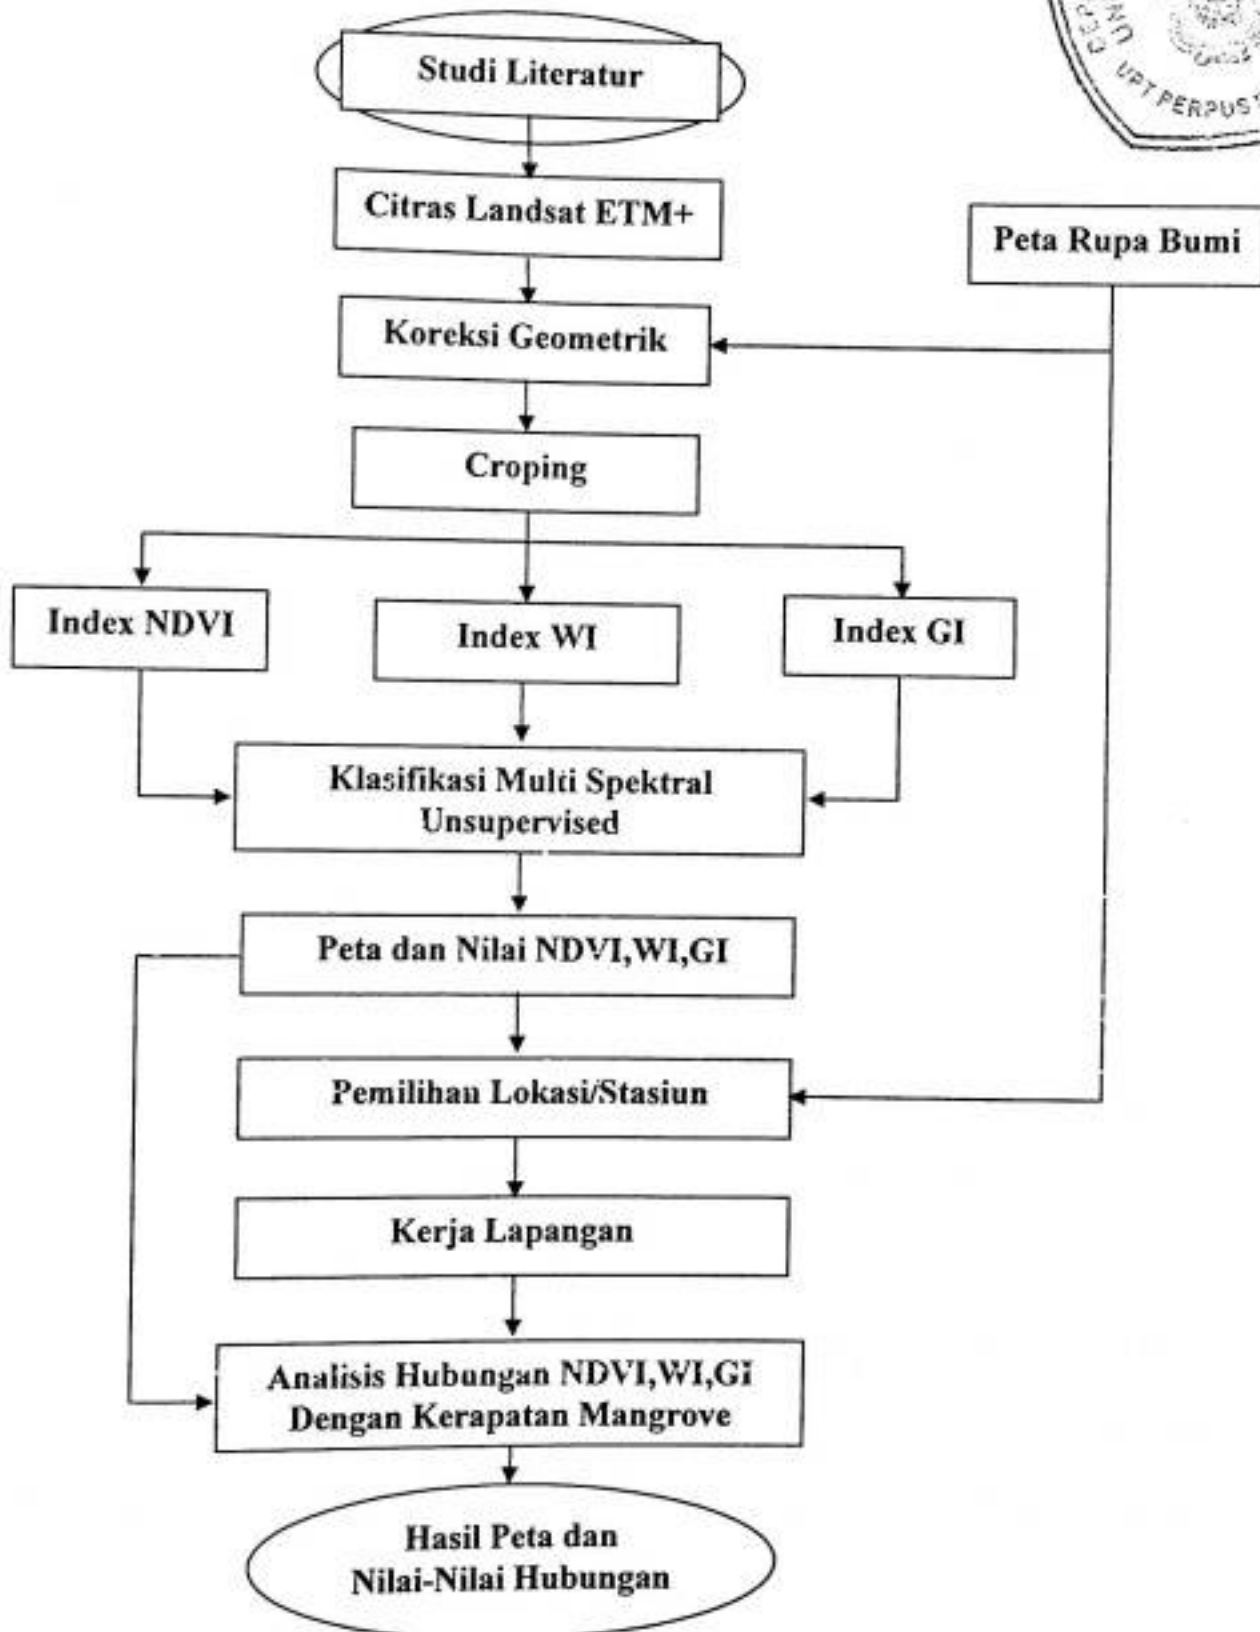 Studi Literatur
Citras Landsat ETM+
Peta Rupa Bumi
Koreksi Geometrik
Croping
Index NDVI
Index WI
Index GI
Klasifikasi Multi Spektral
Unsupervised
Peta dan Nilai NDVI,WI,GI
Pemilihan Lokasi/Stasiun
Kerja Lapangan
Analisis Hubungan NDVI,WI,GI
Dengan Kerapatan Mangrove
Hasil Peta dan
Nilai-Nilai Hubungan
UPT